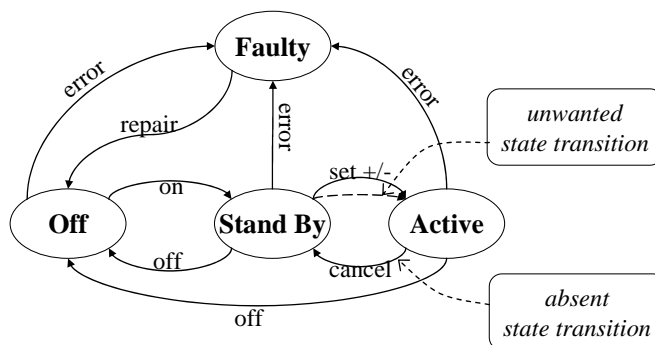 Faulty
error
error
error
repair
unwanted
state transition
on
set +/-
Off
Stand By
Active
off
cancel
off
absent
state transition